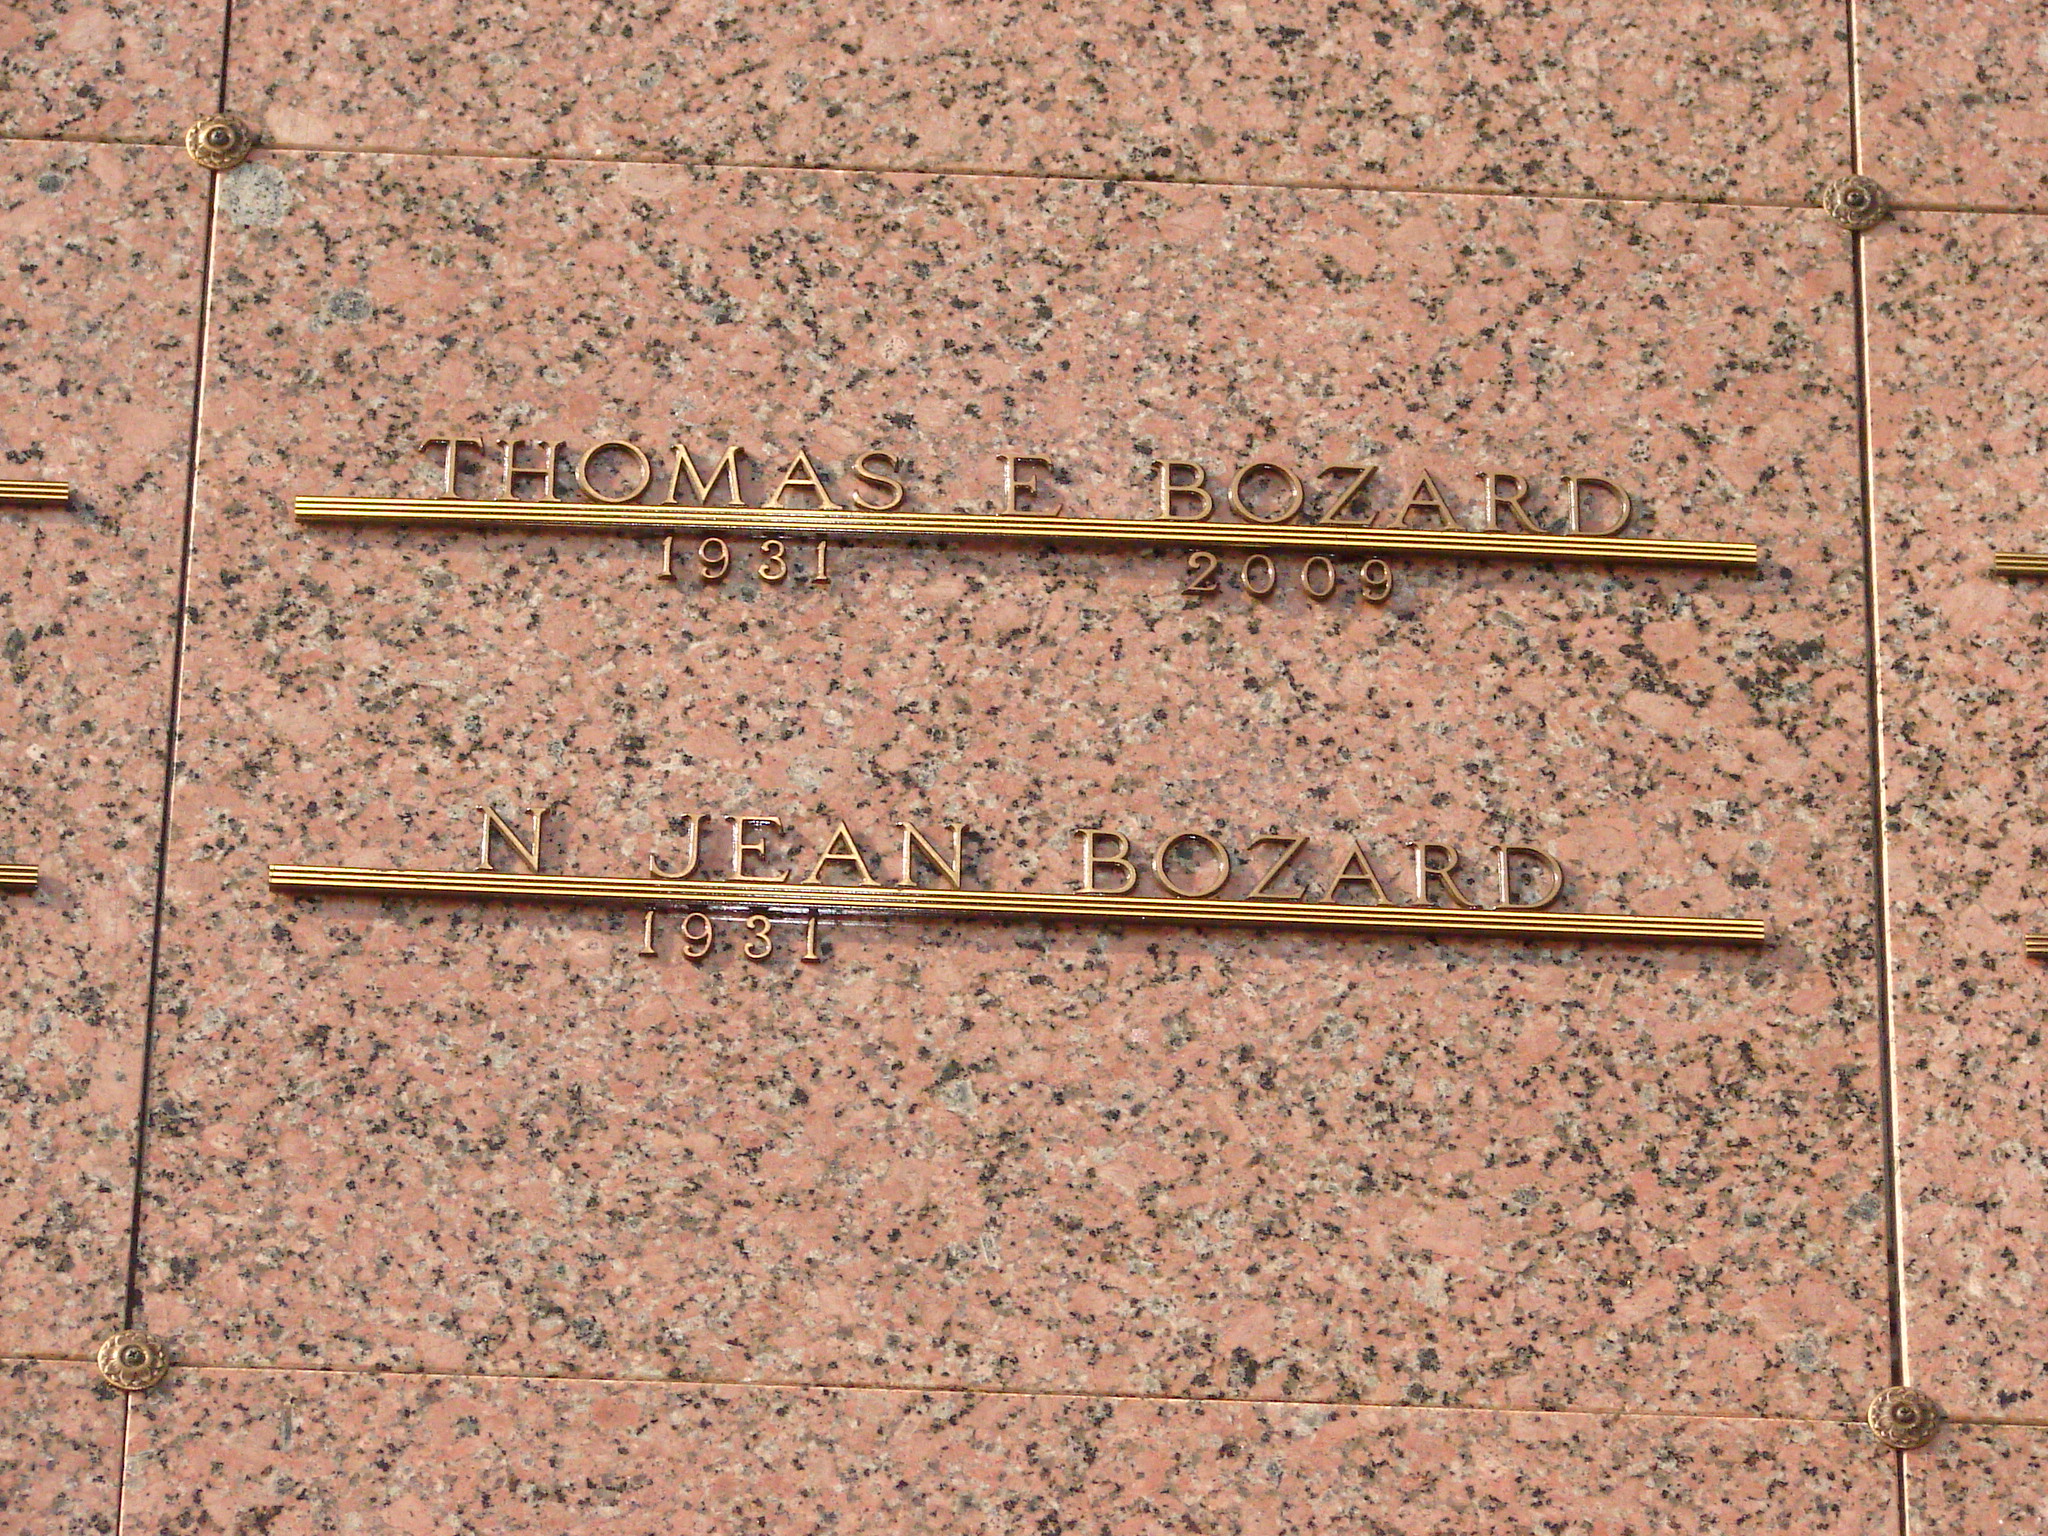 THOMAS E BOZARD
1931 2009
N JEAN BOZARD
1931